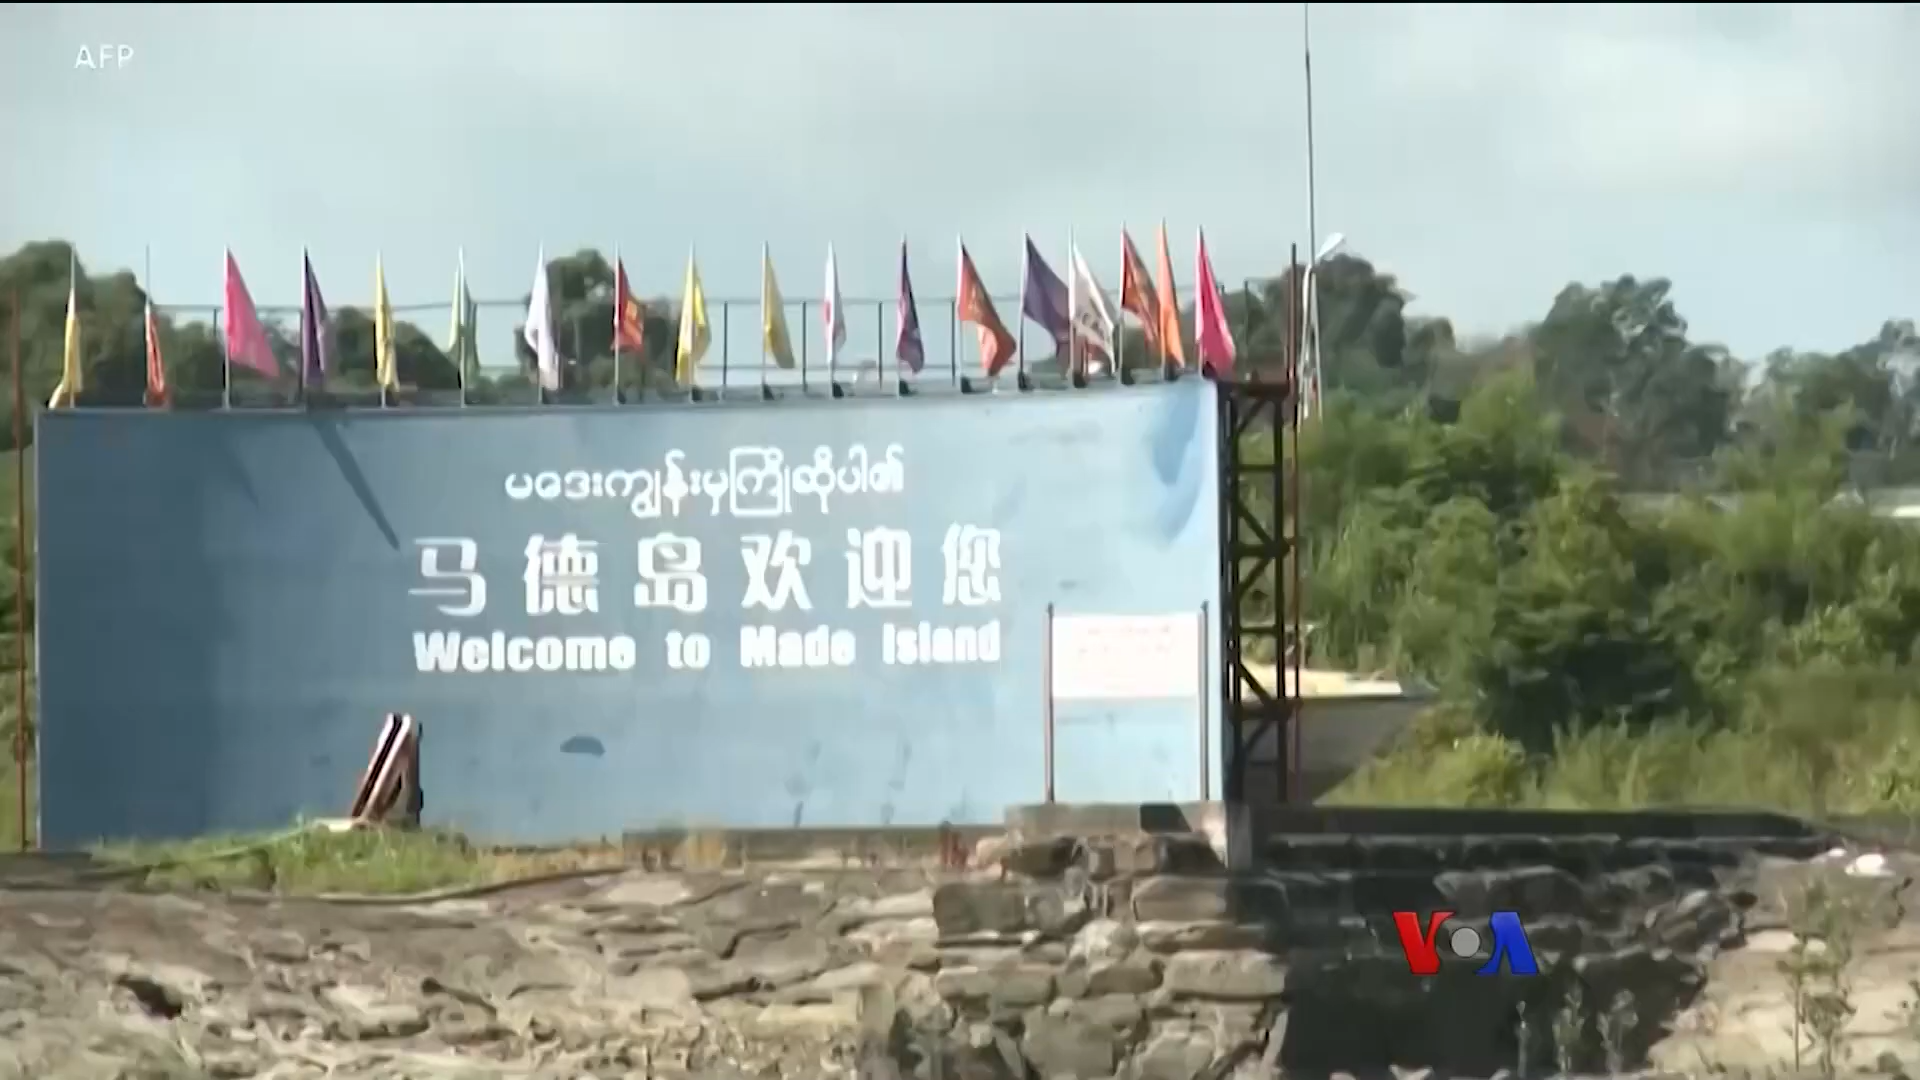 AFP
မဒေးကျွန်းမှကြိုဆိုပါ၏
马德岛欢迎您
Welcome to Made Island
VOA